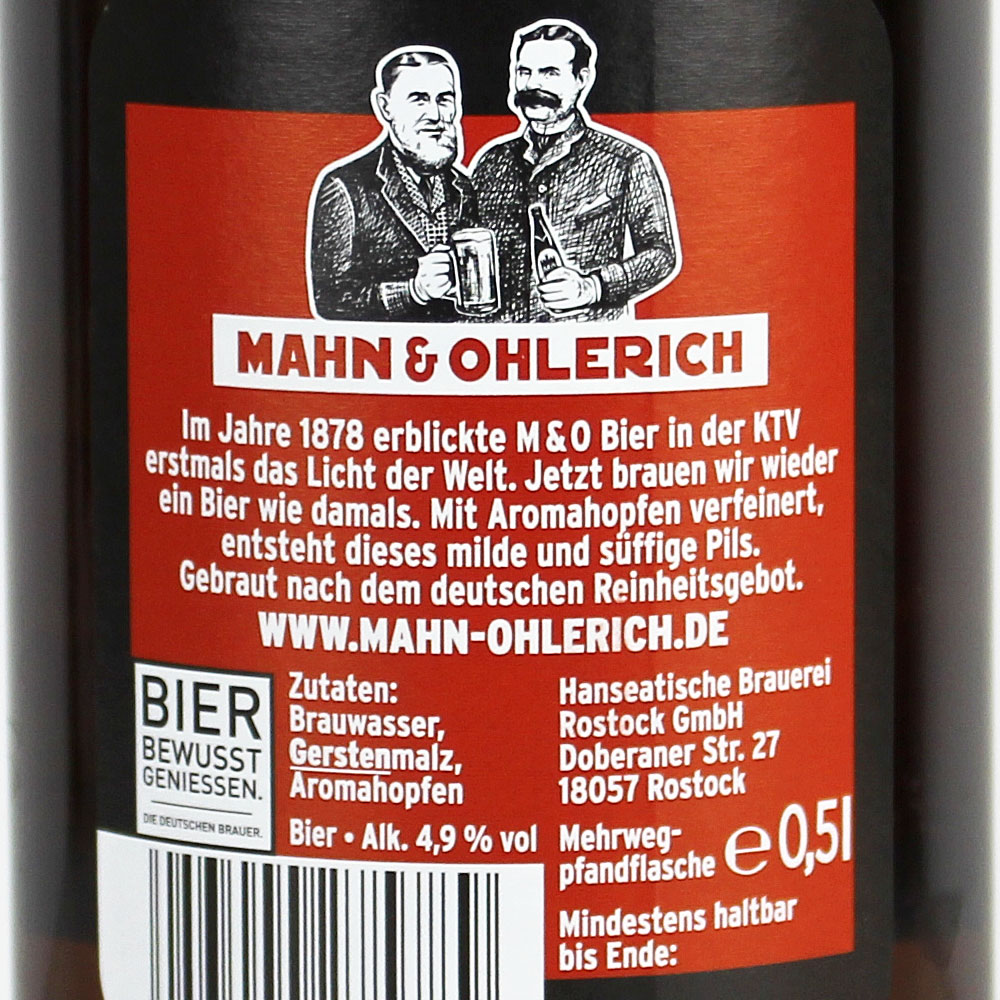 MAHN & OHLERICH
Im Jahre 1878 erblickte M&O Bier in der KTV
erstmals das Licht der Welt. Jetzt brauen wir wieder
ein Bier wie damals. Mit Aromahopfen verfeinert,
entsteht dieses milde und süffige Pils.
Gebraut nach dem deutschen Reinheitsgebot.
WWW.MAHN-OHLERICH.DE
BIER
BEWUSST
GENIESSEN.
DIE DEUTSCHEN BRAUER.
Zutaten:
Brauwasser,
Gerstenmalz,
Aromahopfen
Bier • Alk. 4,9 % vol
Hanseatische Brauerei
Rostock GmbH
Doberaner Str. 27
18057 Rostock
Mehrweg-
pfandflasche
℮ 0,5l
Mindestens haltbar
bis Ende: